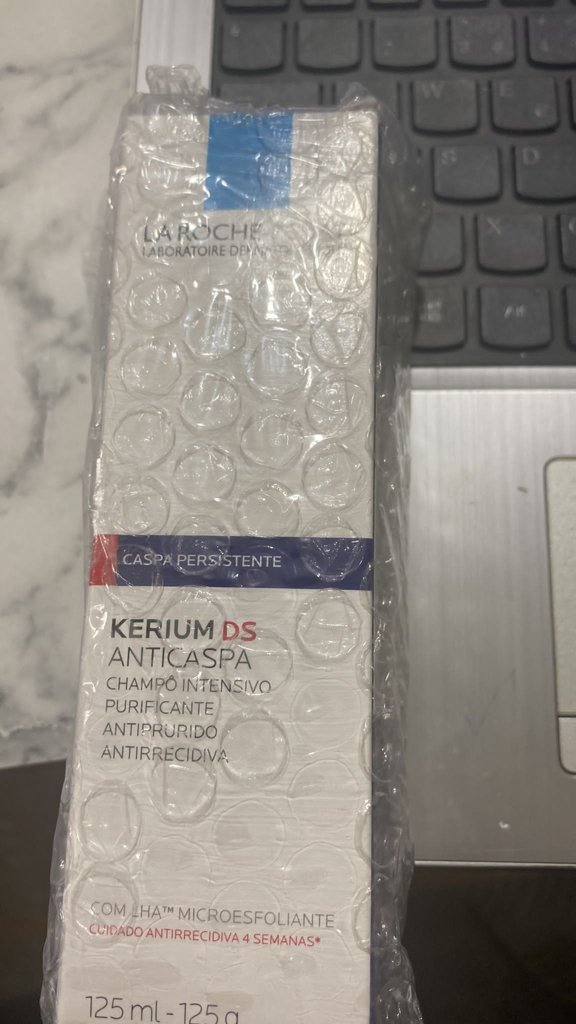 LA ROCHE
LABORATOIRE
CASPA PERSISTENTE
KERIUM DS
ANTICASPA
CHAMPÔ INTENSIVO
PURIFICANTE
ANTIPRURIDO
ANTIRRECIDIVA
COM LHA™ MICROESFOLIANTE
CUIDADO ANTIRRECIDIVA 4 SEMANAS*
125 ml - 125 g
W E
S D
X
Alt